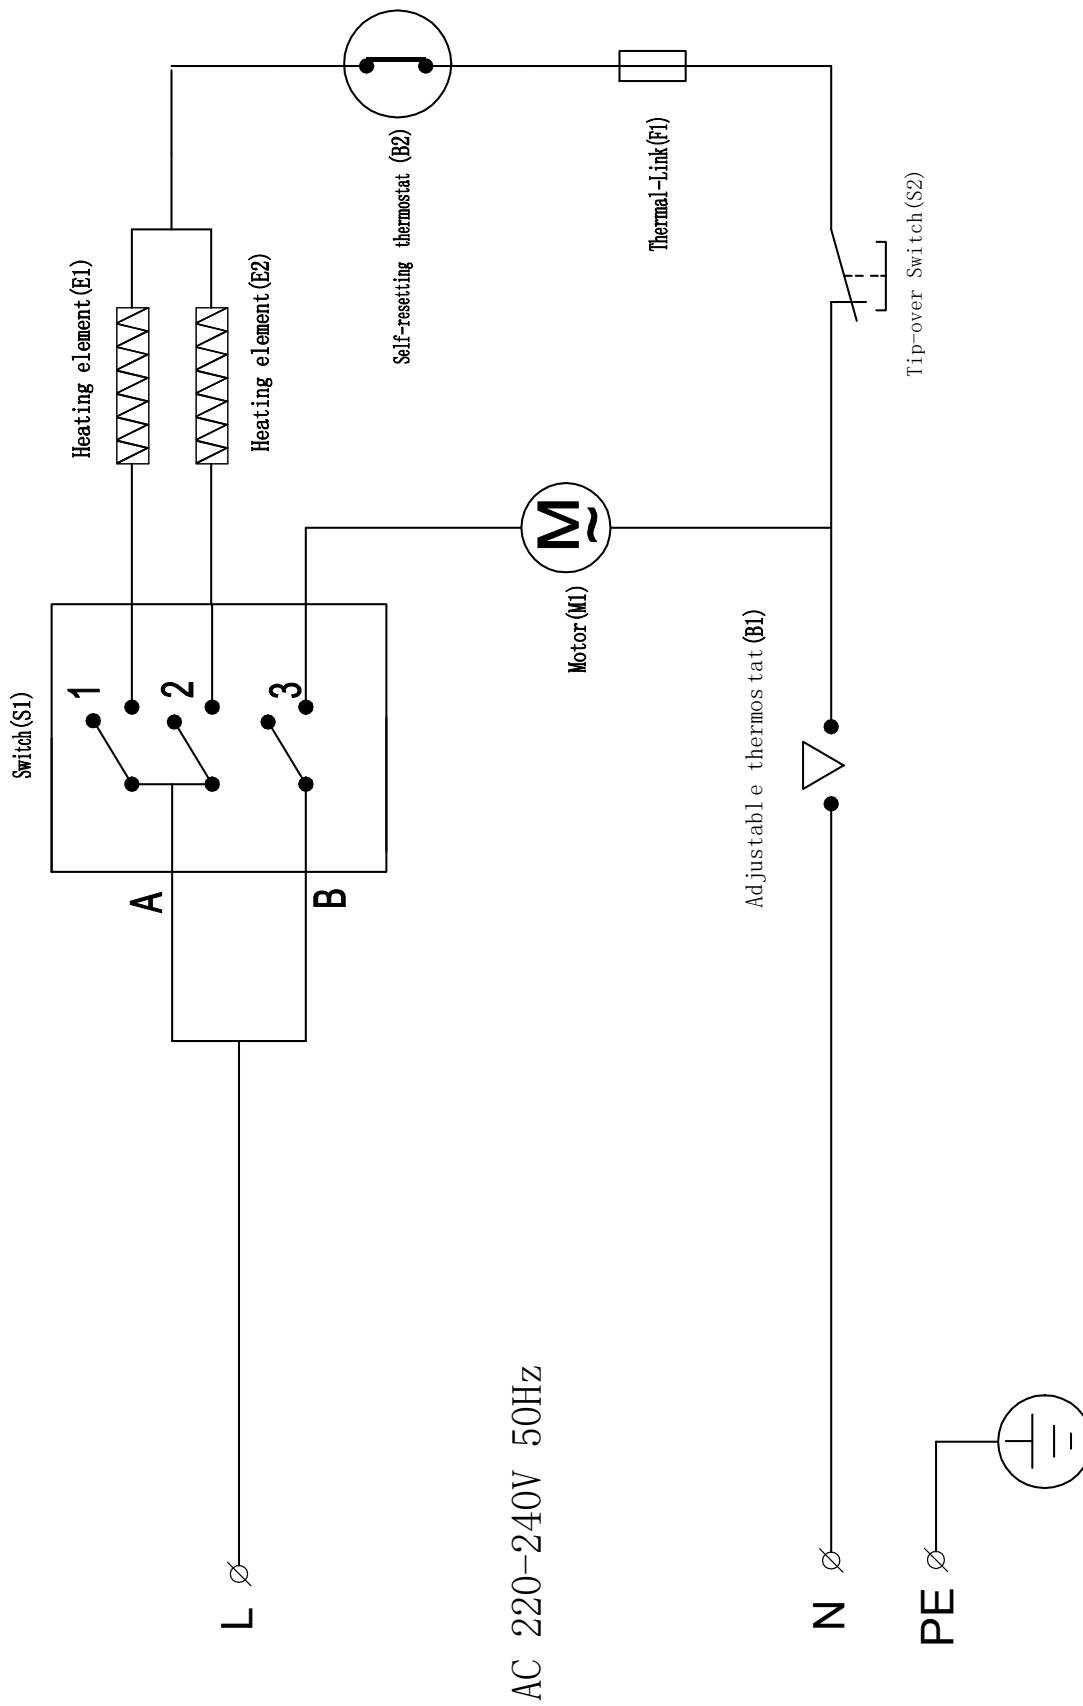 Switch(S1)
1
2
3
A
B
Heating element(E1)
Heating element(E2)
Self-resetting thermostat (B2)
Thermal-Link(F1)
Tip-over Switch(S2)
M
~
Motor(M1)
Adjustable thermostat(B1)
L
AC 220-240V 50Hz
N
PE